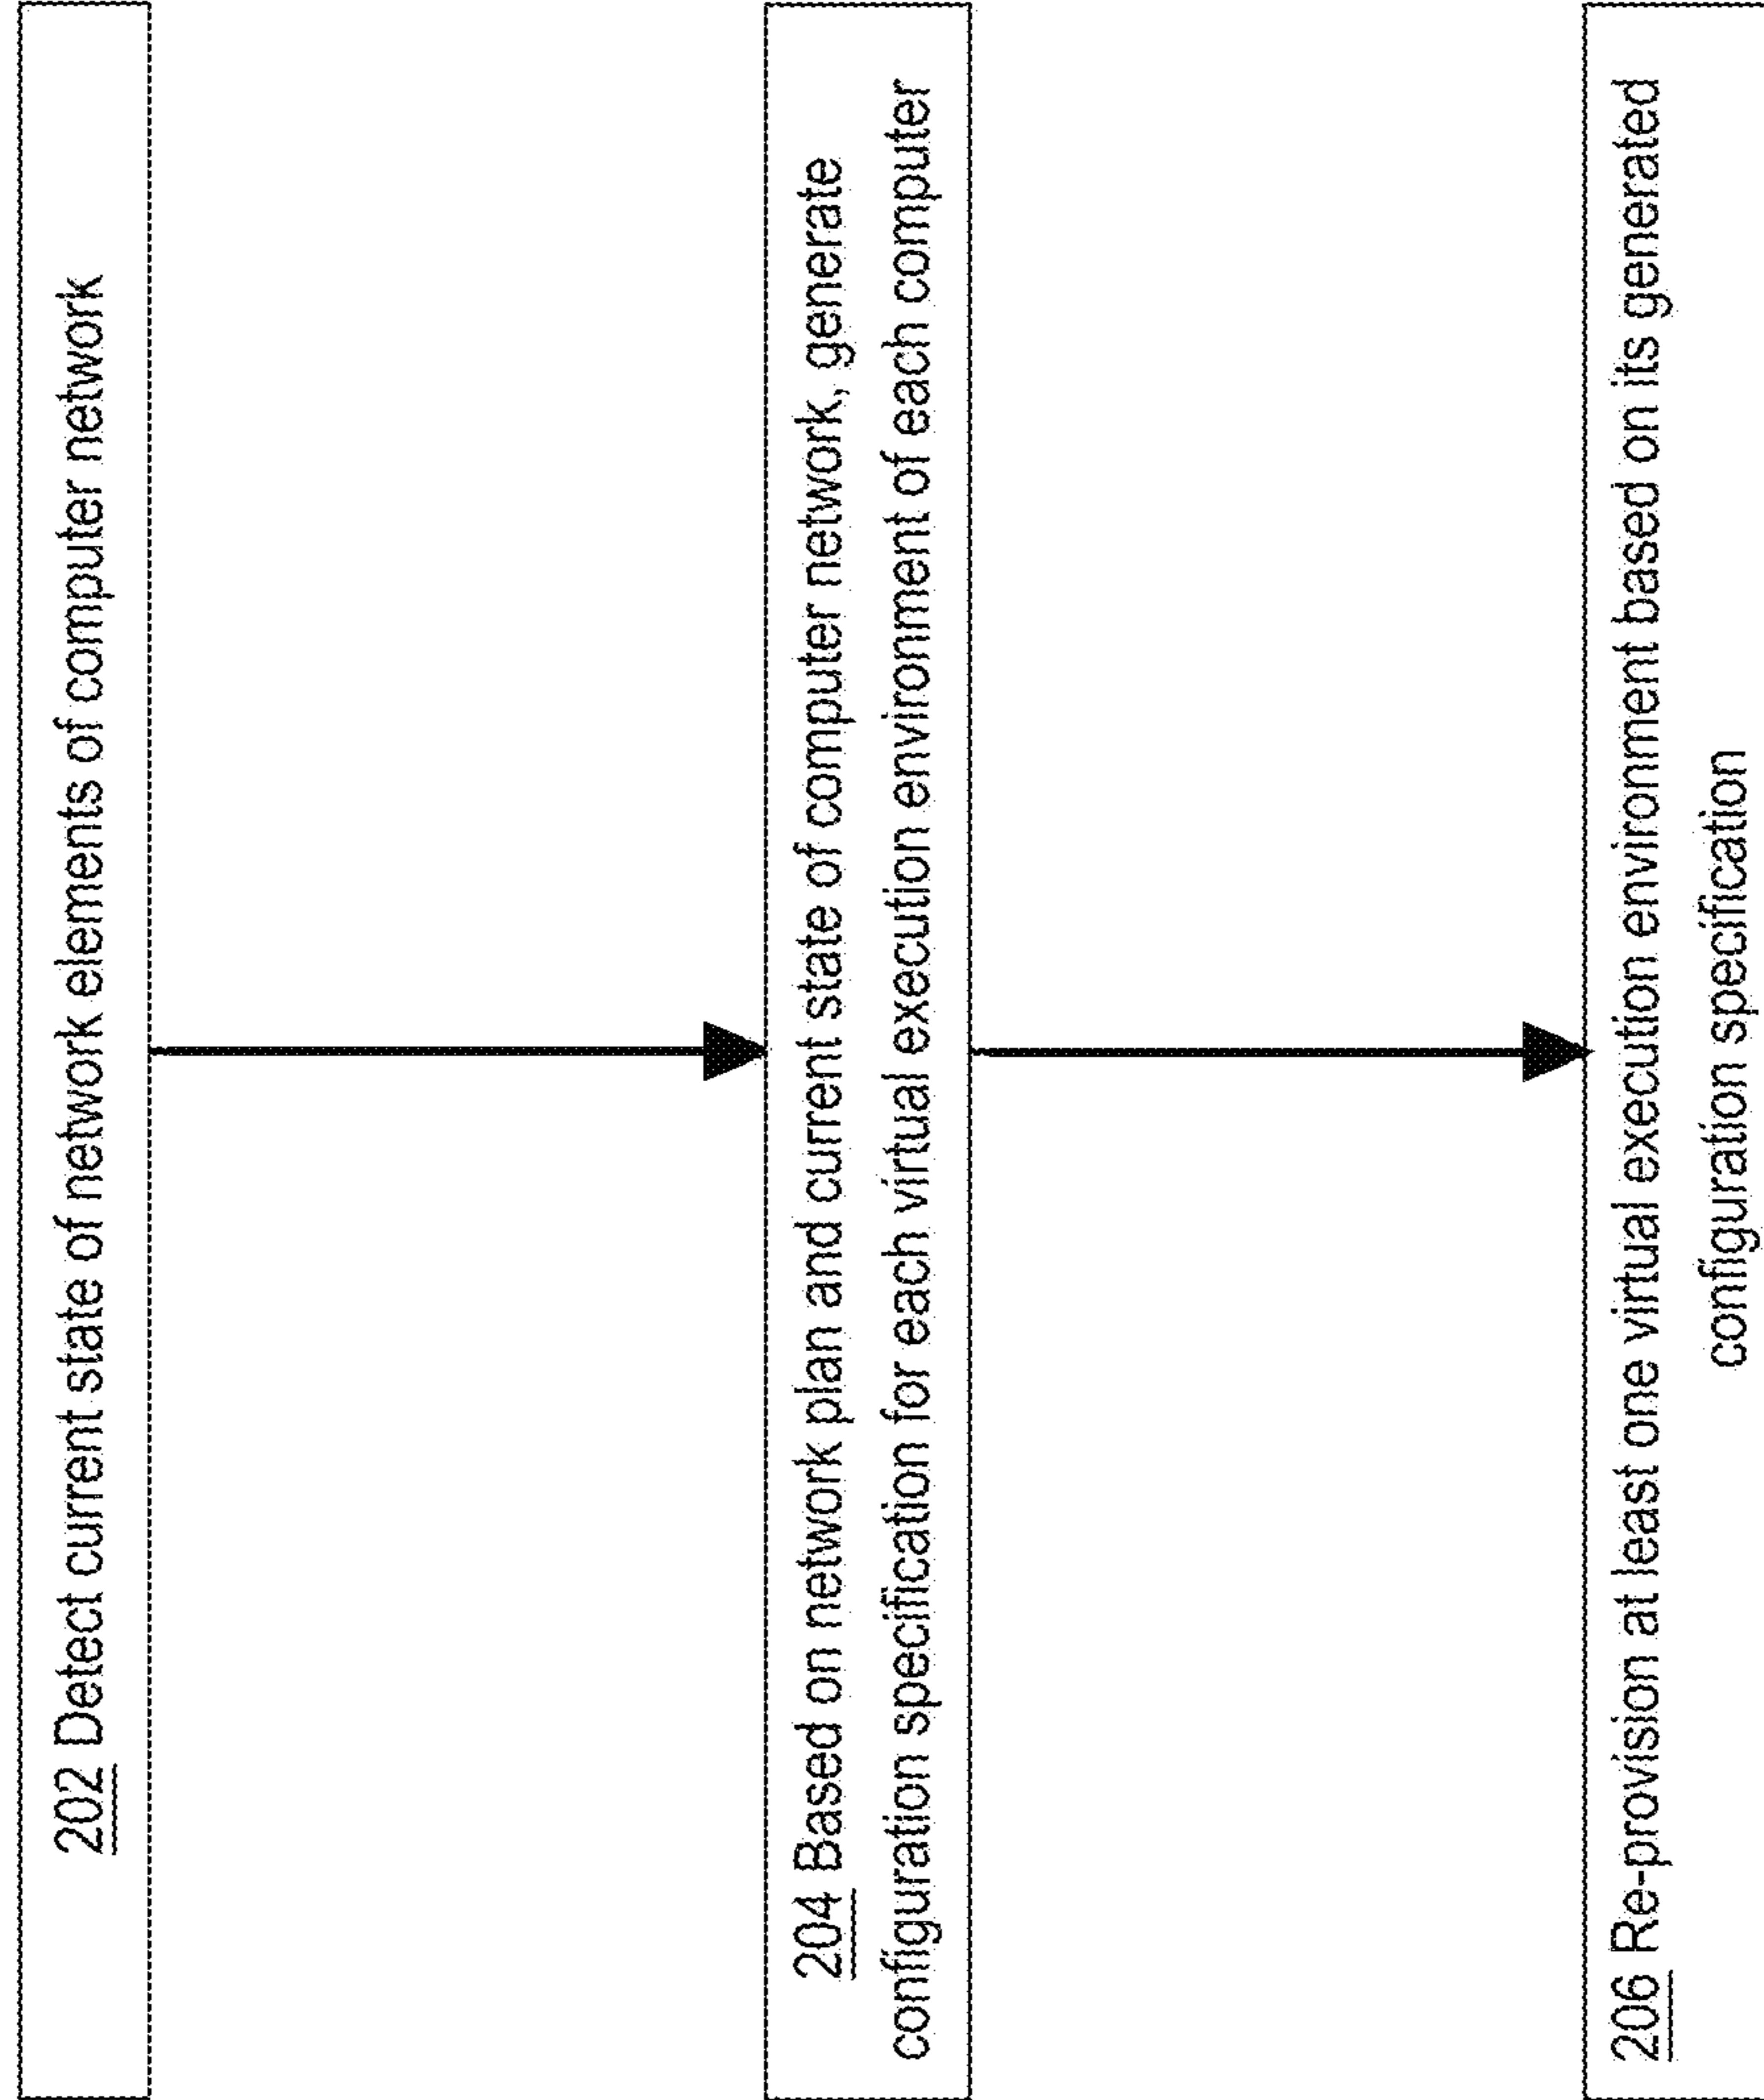 202 Detect current state of network elements of computer network
204 Based on network plan and current state of computer network, generate
configuration specification for each virtual execution environment of each computer
206 Re-provision at least one virtual execution environment based on its generated
configuration specification